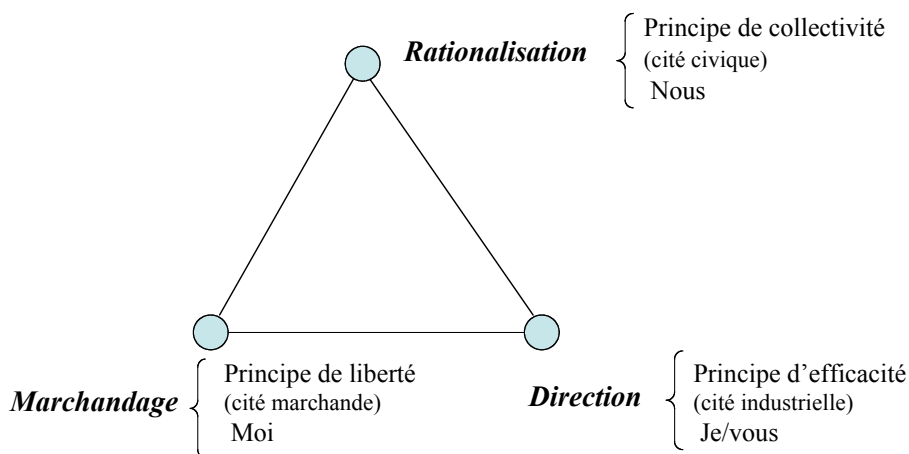 Rationalisation
Principe de collectivité
(cité civique)
Nous
Marchandage
Principe de liberté
(cité marchande)
Moi
Direction
Principe d’efficacité
(cité industrielle)
Je/vous